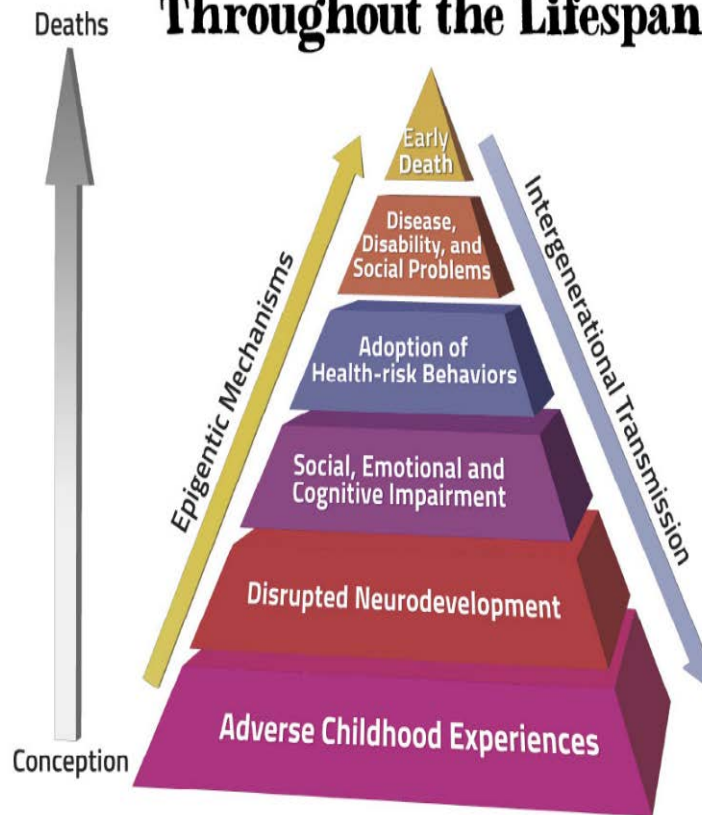 Throughout the Lifespan
Deaths
Early
Death
Disease,
Disability, and
Social Problems
Adoption of
Health-risk Behaviors
Social, Emotional and
Cognitive Impairment
Disrupted Neurodevelopment
Adverse Childhood Experiences
Epigentic Mechanisms
Intergenerational Transmission
Conception